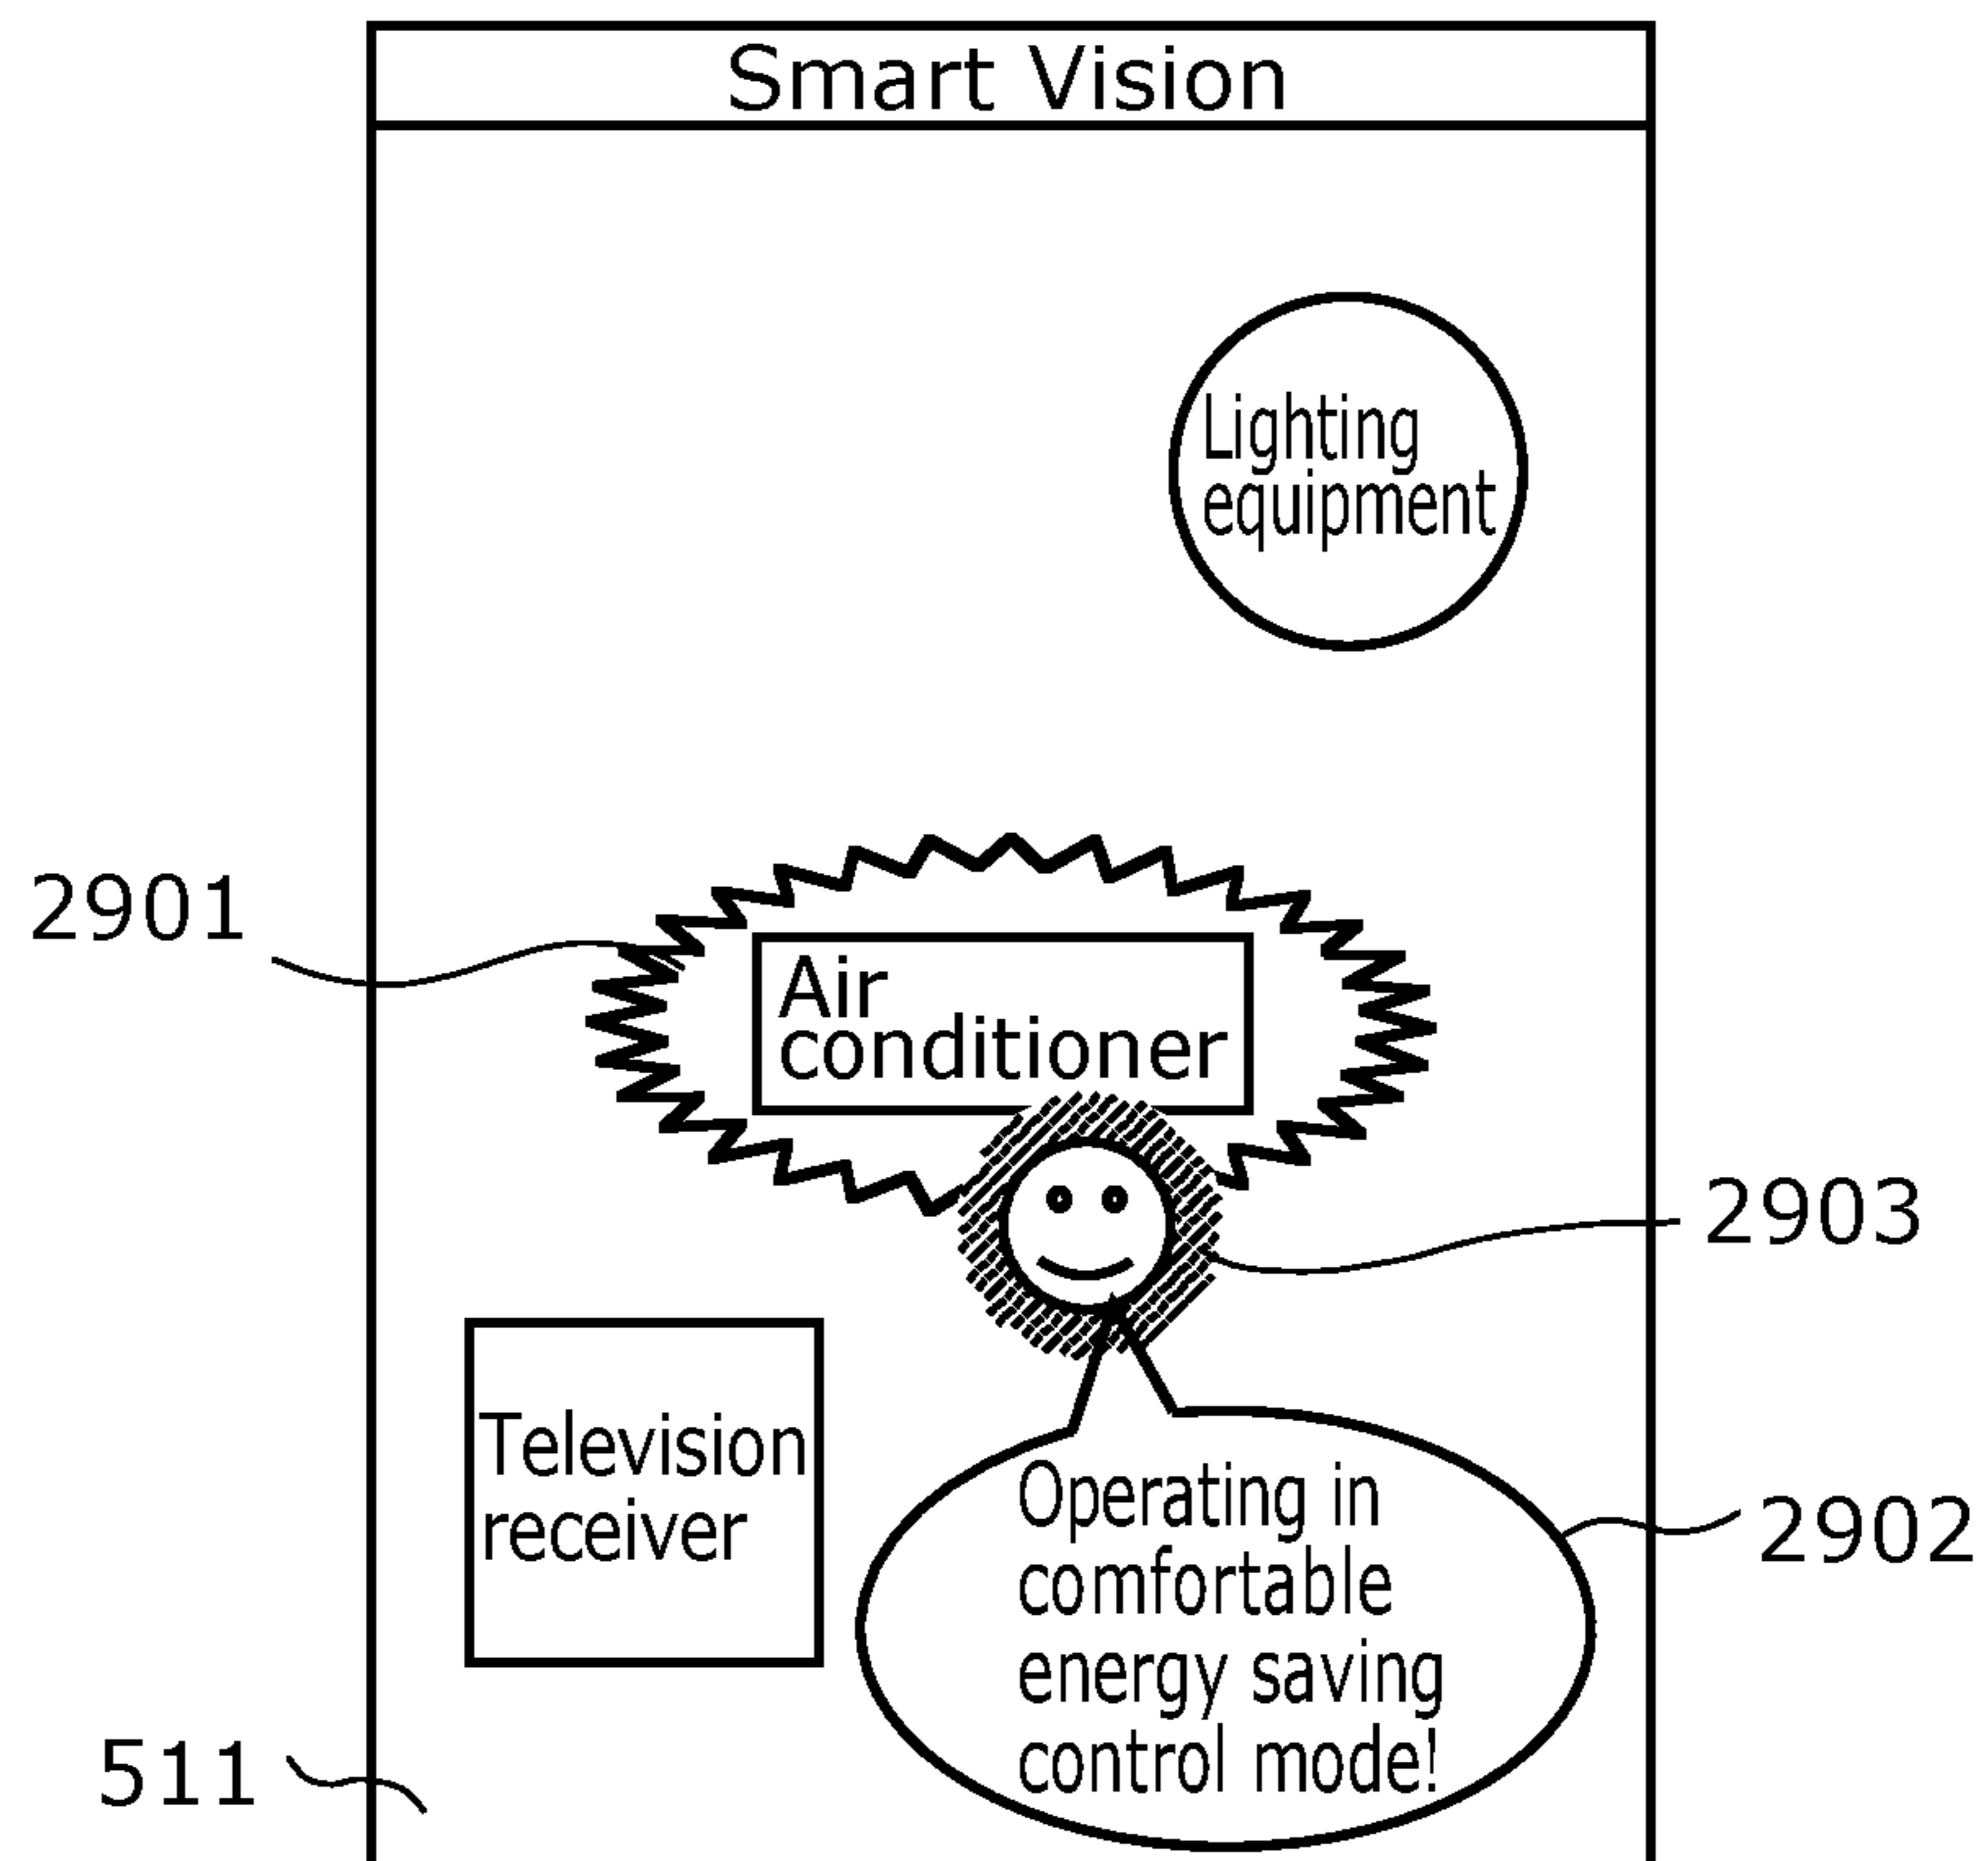 Smart Vision
Lighting
equipment
2901
Air
conditioner
2903
Television
receiver
Operating in
comfortable
energy saving
control mode!
2902
511